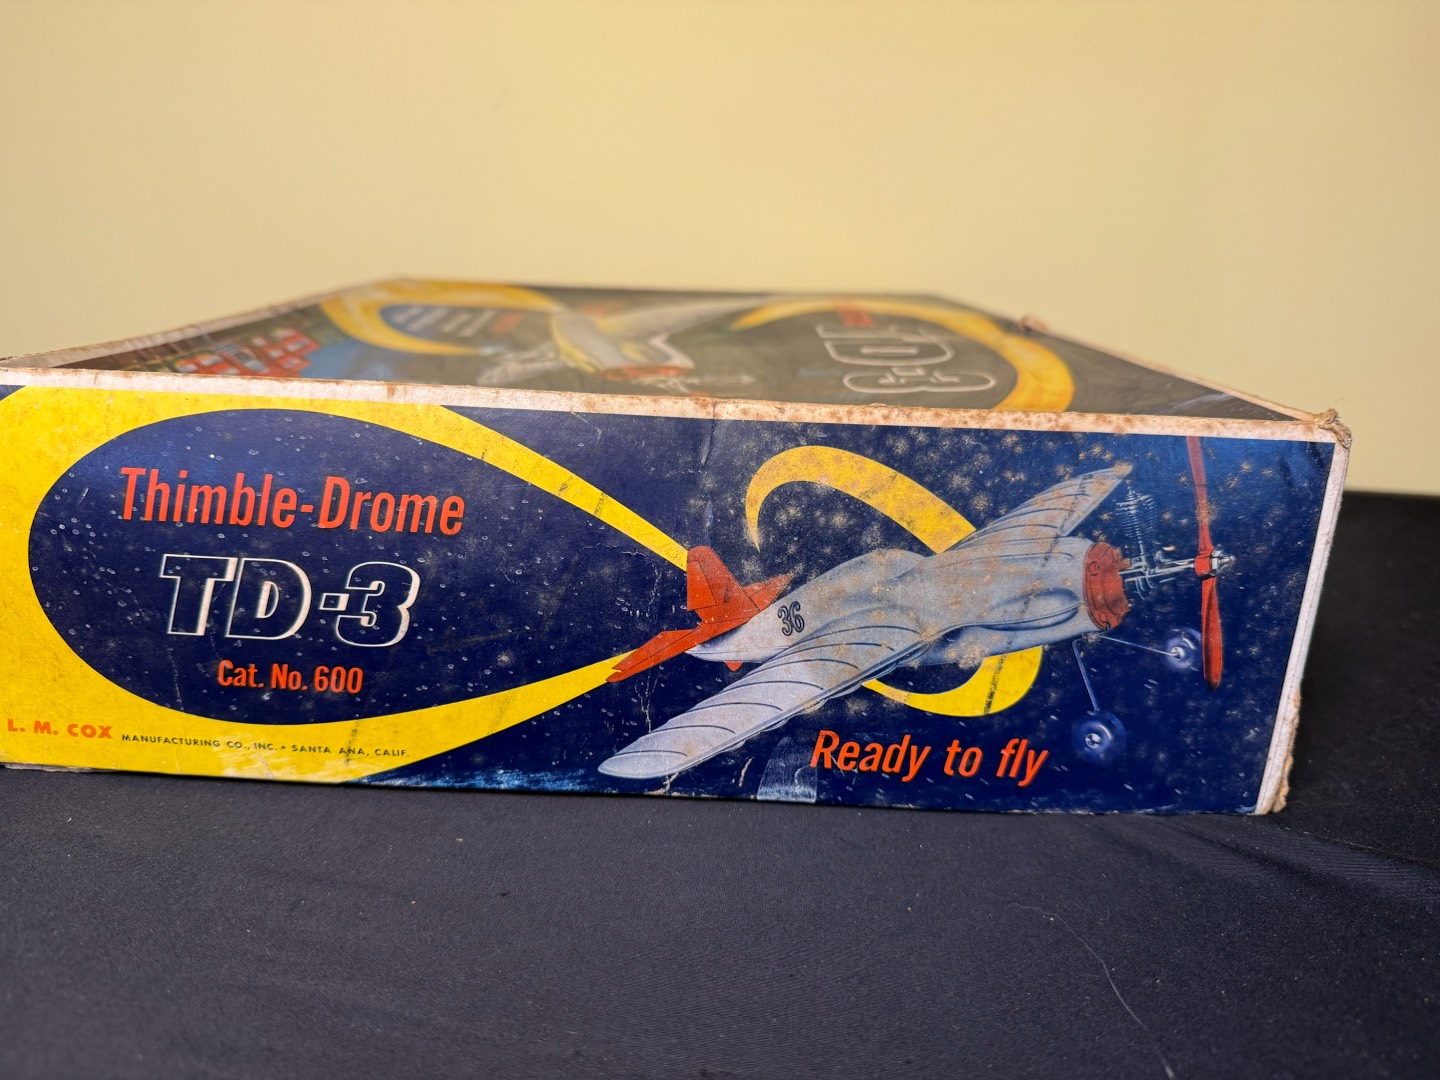 Thimble-Drome
TD-3
Cat. No. 600
L. M. COX MANUFACTURING CO., INC. • SANTA ANA, CALIF.
36
Ready to fly
TD-3